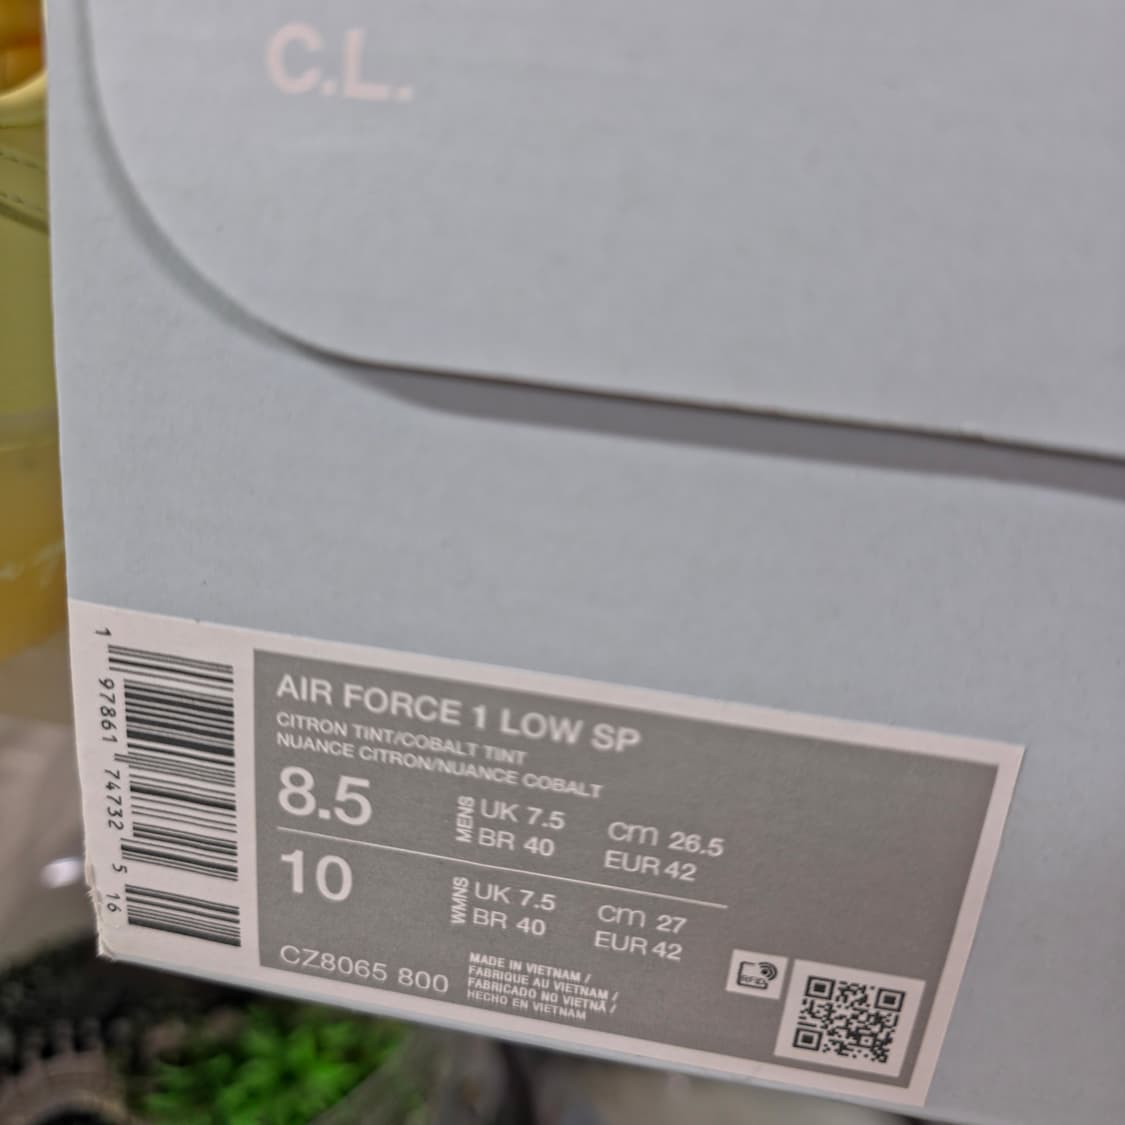 C.L.
1 97861 74732 5 16
AIR FORCE 1 LOW SP
CITRON TINT/COBALT TINT
NUANCE CITRON/NUANCE COBALT
8.5
MENS
UK 7.5
cm 26.5
BR 40
EUR 42
10
WMNS
UK 7.5
cm 27
BR 40
EUR 42
CZ8065 800
MADE IN VIETNAM /
FABRIQUE AU VIETNAM /
FABRICADO NO VIETNÃ /
HECHO EN VIETNAM
RFID